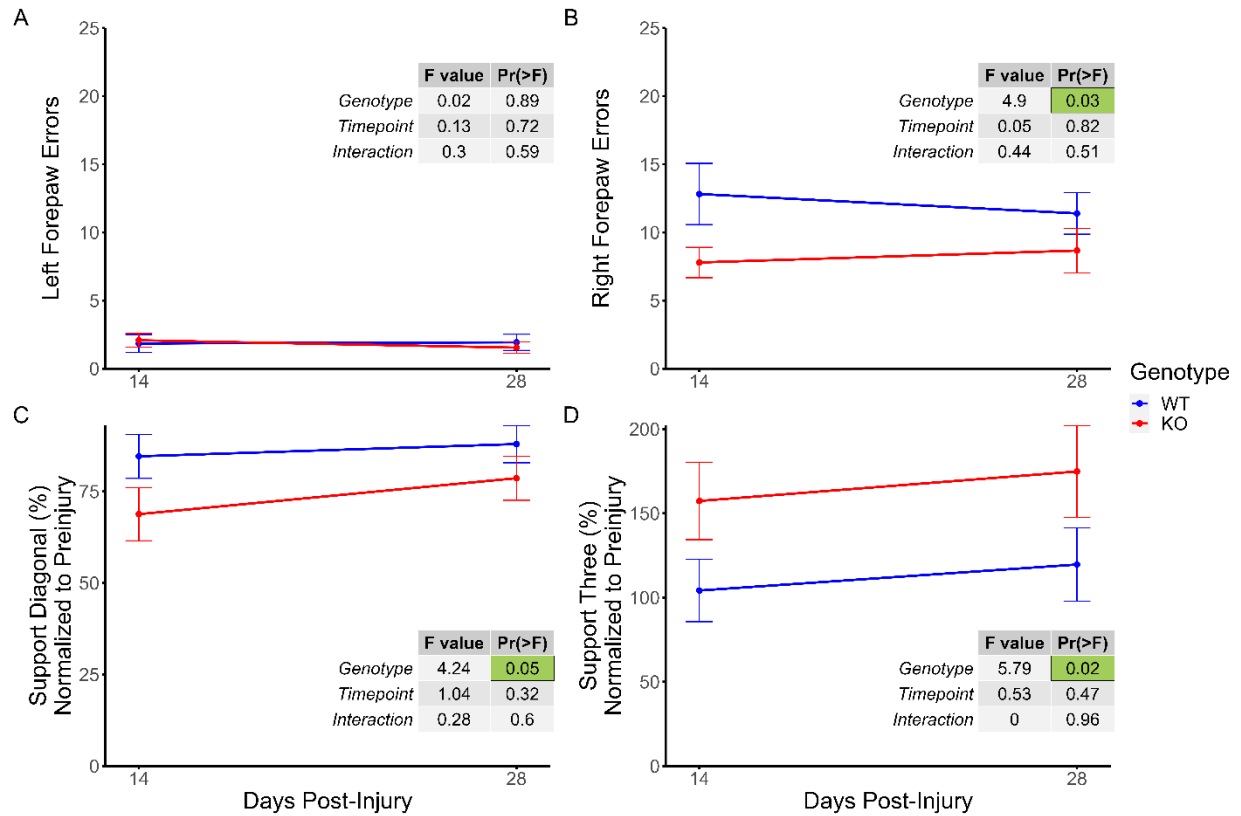 A
25
20
15
10
5
0
Left Forepaw Errors
F value Pr(>F)
Genotype 0.02 0.89
Timepoint 0.13 0.72
Interaction 0.3 0.59
14 28
B
25
20
15
10
5
0
Right Forepaw Errors
F value Pr(>F)
Genotype 4.9 0.03
Timepoint 0.05 0.82
Interaction 0.44 0.51
14 28
Genotype
WT
KO
C
75
50
25
0
Support Diagonal (%)
Normalized to Preinjury
F value Pr(>F)
Genotype 4.24 0.05
Timepoint 1.04 0.32
Interaction 0.28 0.6
14 28
Days Post-Injury
D
200
150
100
50
0
Support Three (%)
Normalized to Preinjury
F value Pr(>F)
Genotype 5.79 0.02
Timepoint 0.53 0.47
Interaction 0 0.96
14 28
Days Post-Injury